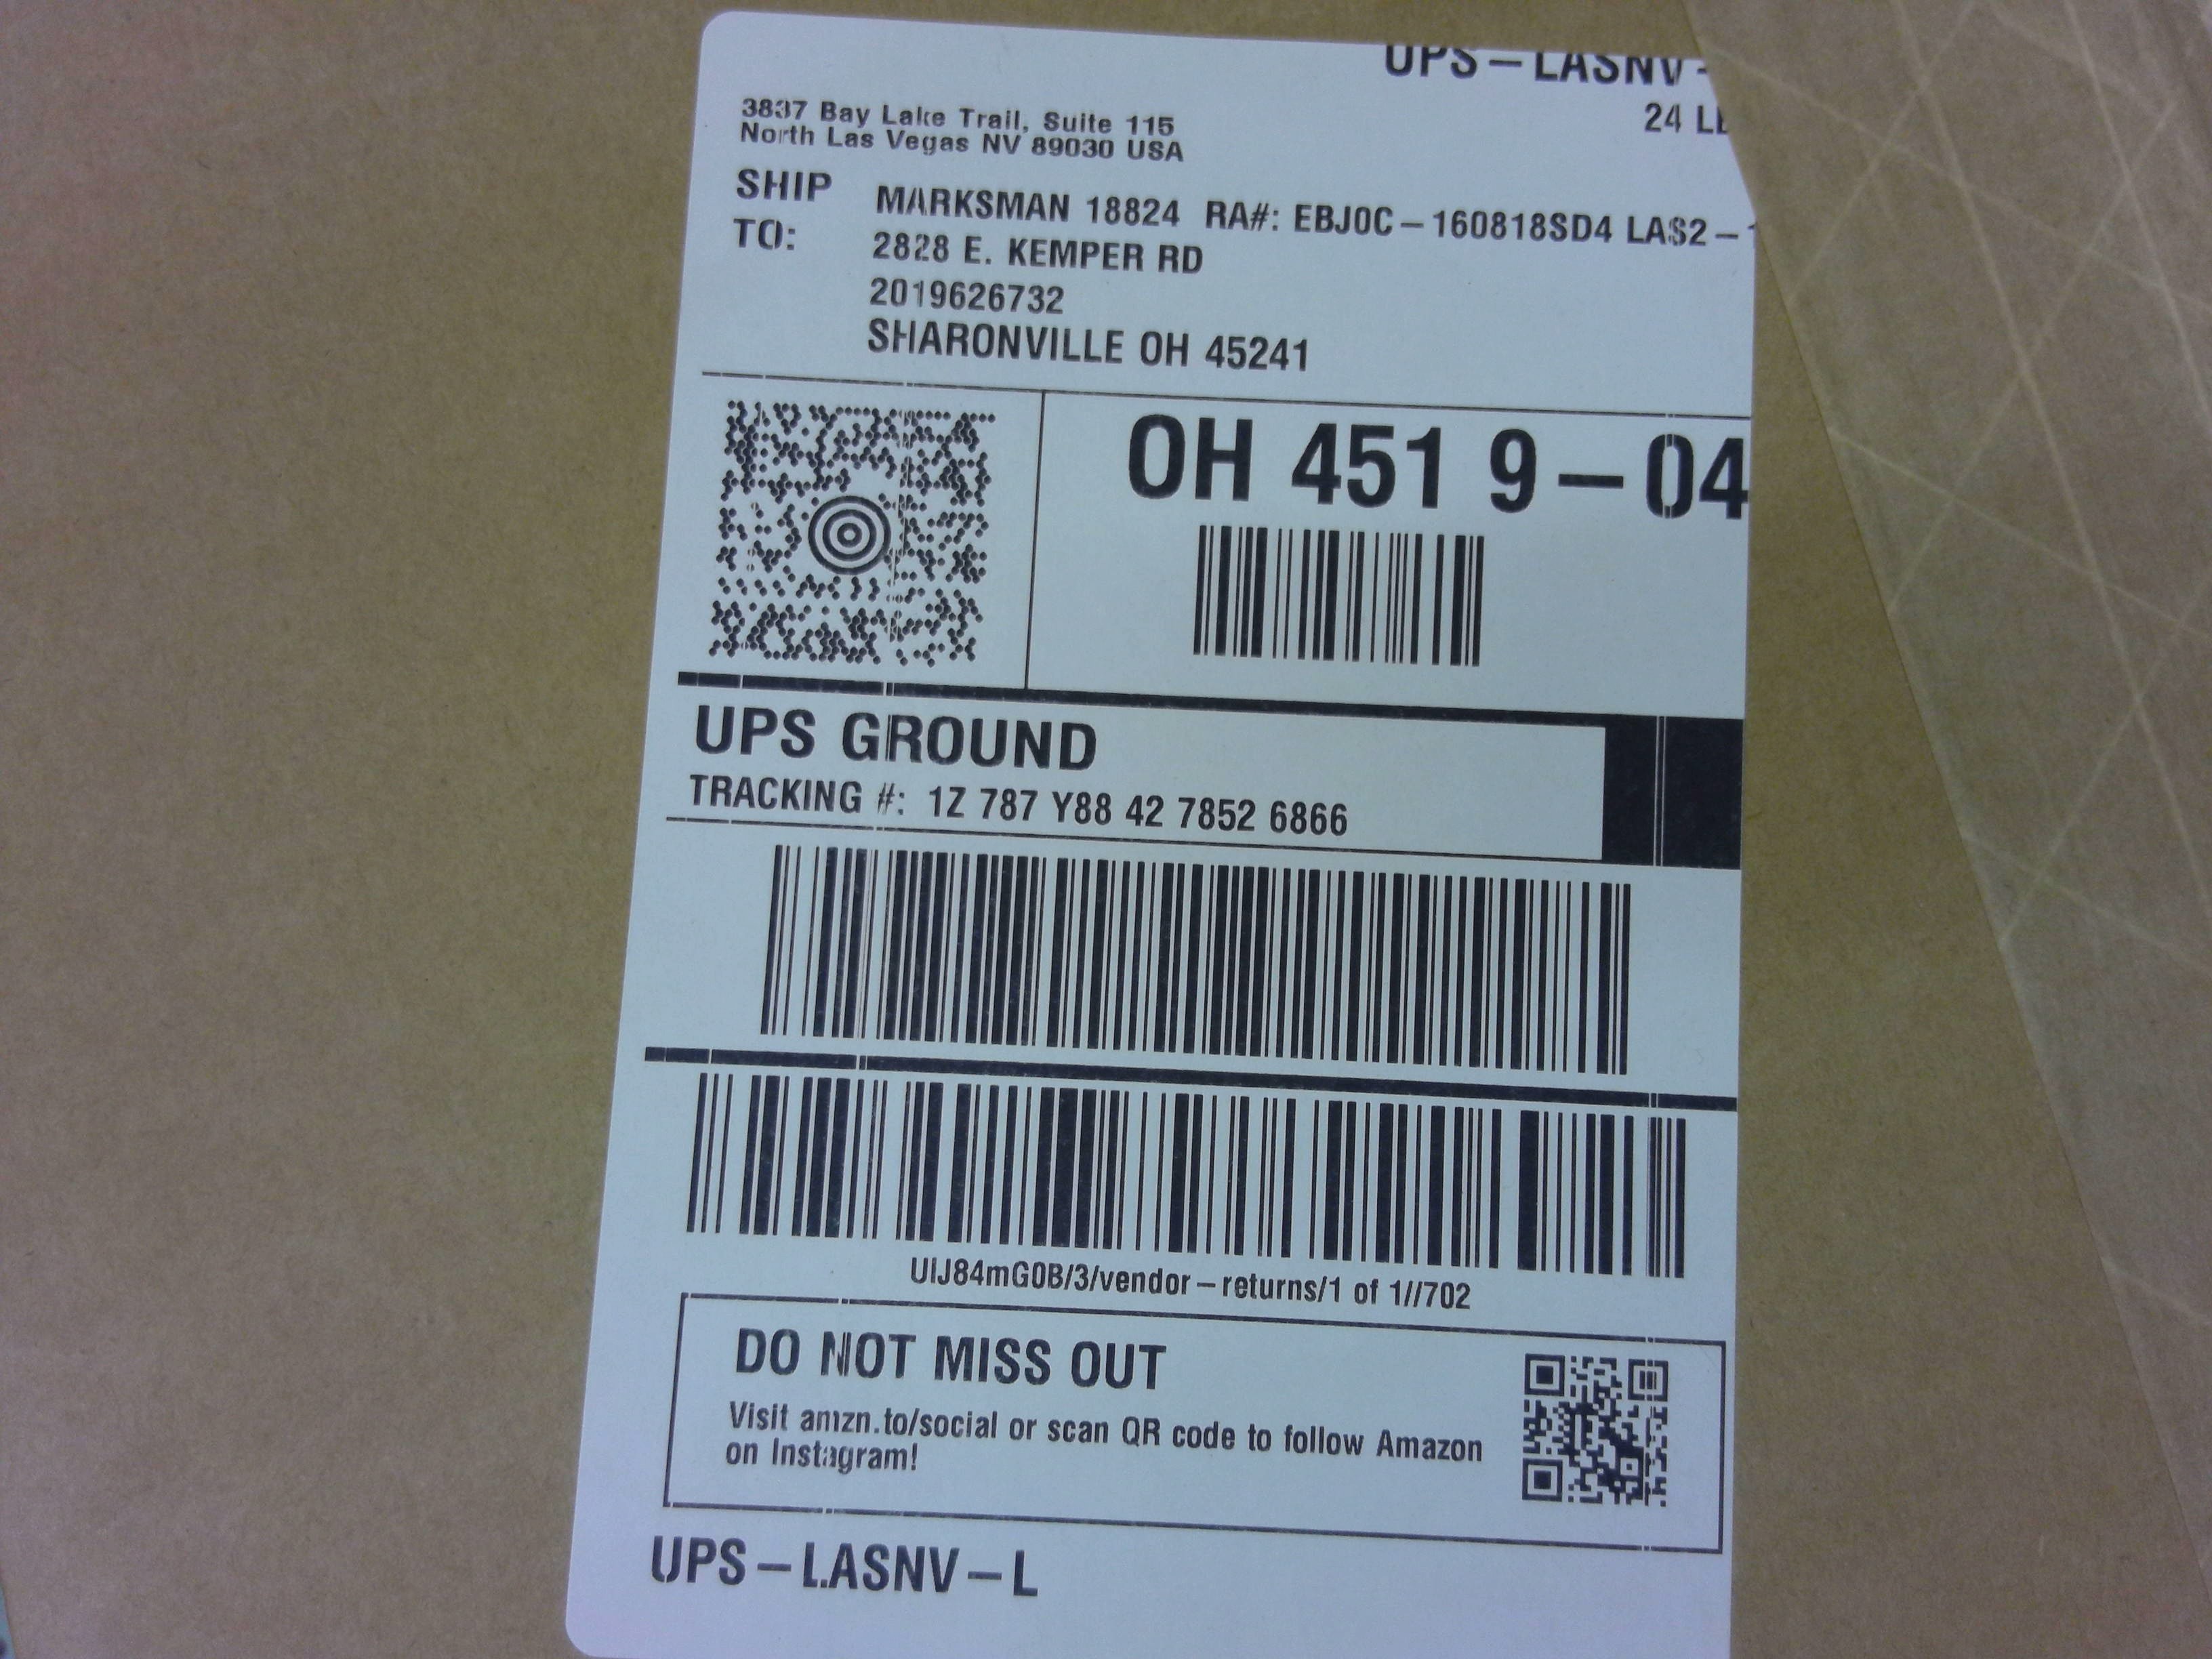 UPS – LASNV -
24 LB
3837 Bay Lake Trail, Suite 115
North Las Vegas NV 89030 USA
SHIP TO:
MARKSMAN 18824 RA#: EBJ0C – 160818SD4 LAS2 –
2828 E. KEMPER RD
2019626732
SHARONVILLE OH 45241
OH 451 9 – 04
UPS GROUND
TRACKING #: 1Z 787 Y88 42 7852 6866
UIJ84mG0B/3/vendor – returns/1 of 1//702
DO NOT MISS OUT
Visit amzn.to/social or scan QR code to follow Amazon
on Instagram!
UPS – LASNV – L